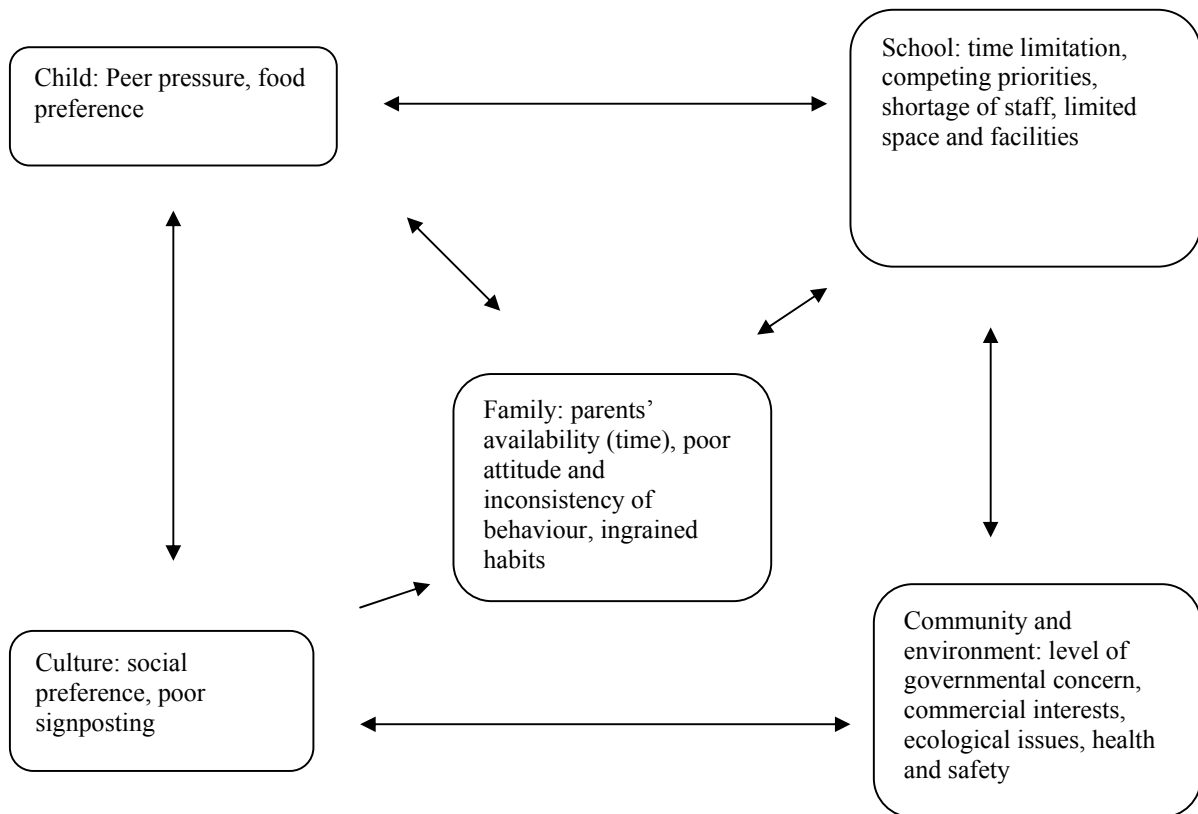 Child: Peer pressure, food
preference
School: time limitation,
competing priorities,
shortage of staff, limited
space and facilities
Family: parents’
availability (time), poor
attitude and
inconsistency of
behaviour, ingrained
habits
Culture: social
preference, poor
signposting
Community and
environment: level of
governmental concern,
commercial interests,
ecological issues, health
and safety